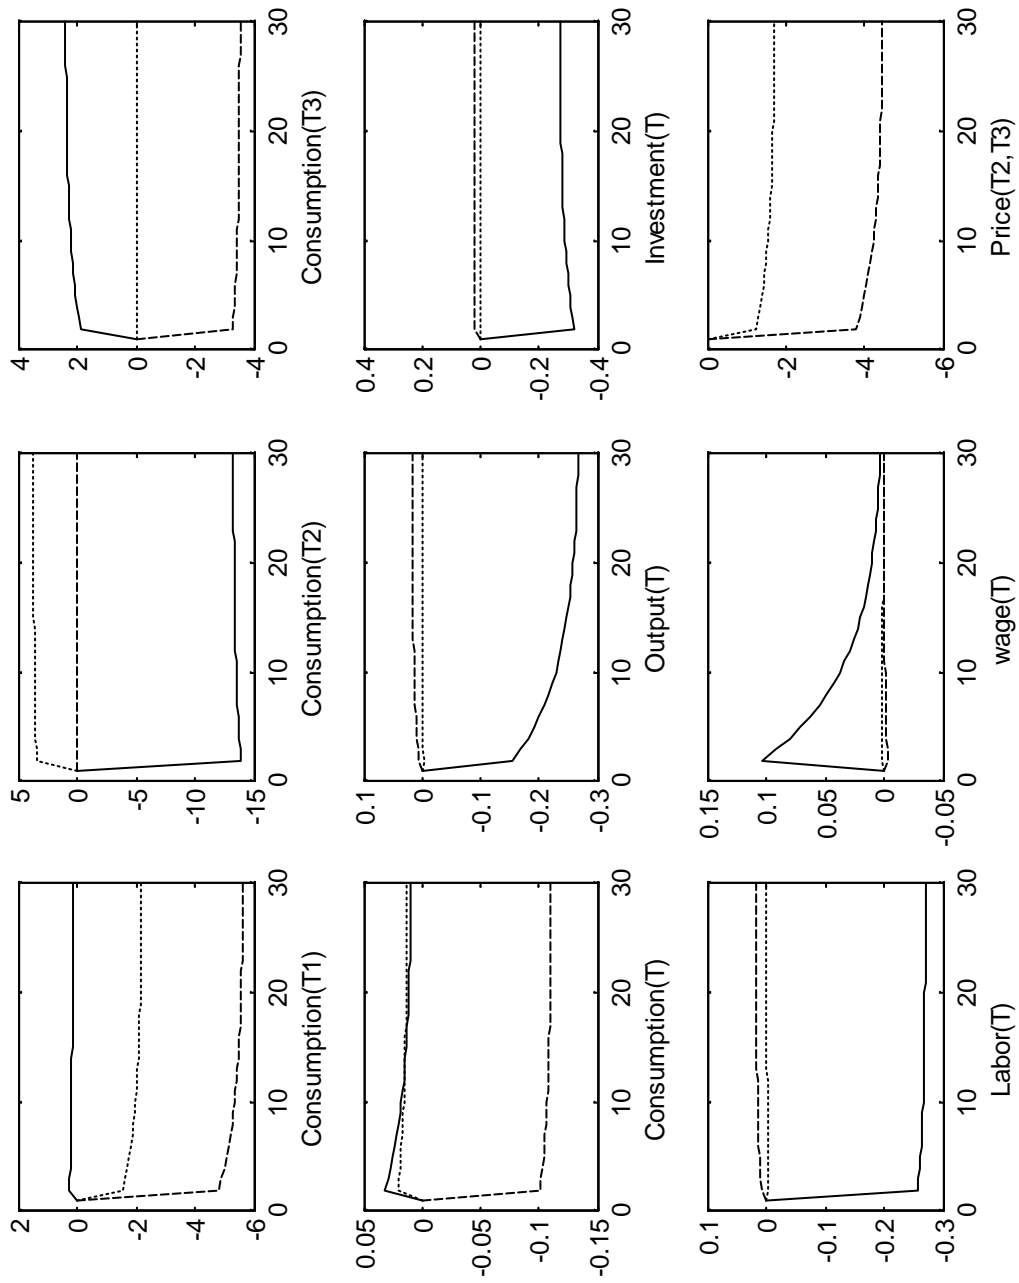 2
0
-2
-4
-6
0 10 20 30
Consumption(T1)
5
0
-5
-10
-15
0 10 20 30
Consumption(T2)
4
2
0
-2
-4
0 10 20 30
Consumption(T3)
0.05
0
-0.05
-0.1
-0.15
0 10 20 30
Consumption(T)
0.1
0
-0.1
-0.2
-0.3
0 10 20 30
Output(T)
0.4
0.2
0
-0.2
-0.4
0 10 20 30
Investment(T)
0.1
0
-0.1
-0.2
-0.3
0 10 20 30
Labor(T)
0.15
0.1
0.05
0
-0.05
0 10 20 30
wage(T)
0
-2
-4
-6
0 10 20 30
Price(T2,T3)